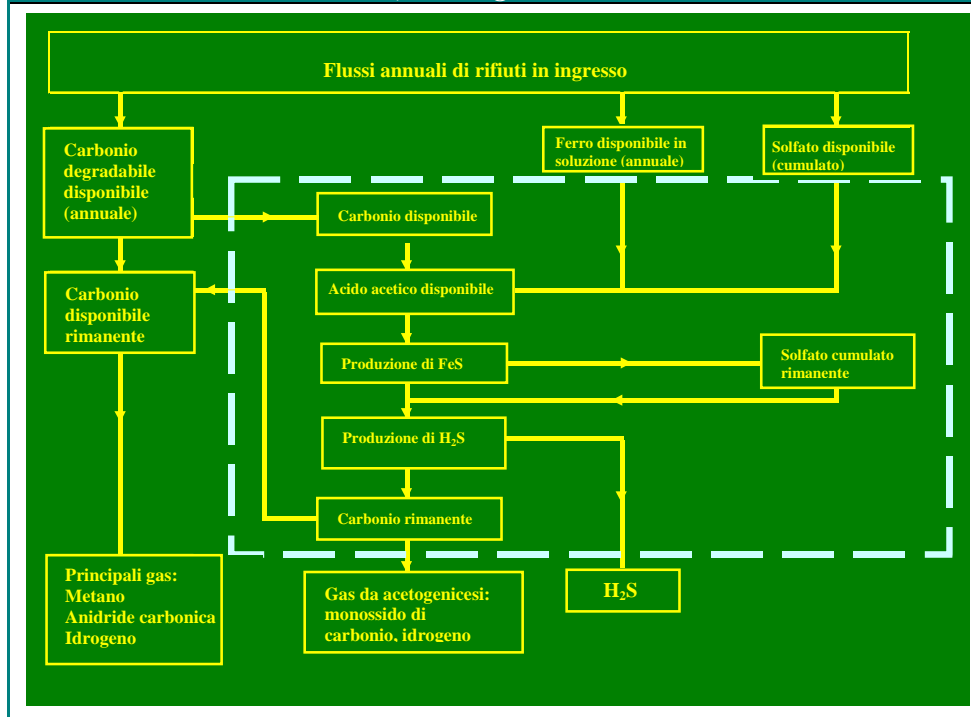 Flussi annuali di rifiuti in ingresso
Carbonio
degradabile
disponibile
(annuale)
Ferro disponibile in
soluzione (annuale)
Solfato disponibile
(cumulato)
Carbonio disponibile
Acido acetico disponibile
Carbonio
disponibile
rimanente
Produzione di FeS
Solfato cumulato
rimanente
Produzione di H₂S
Carbonio rimanente
Principali gas:
Metano
Anidride carbonica
Idrogeno
Gas da acetogenicesi:
monossido di
carbonio, idrogeno
H₂S